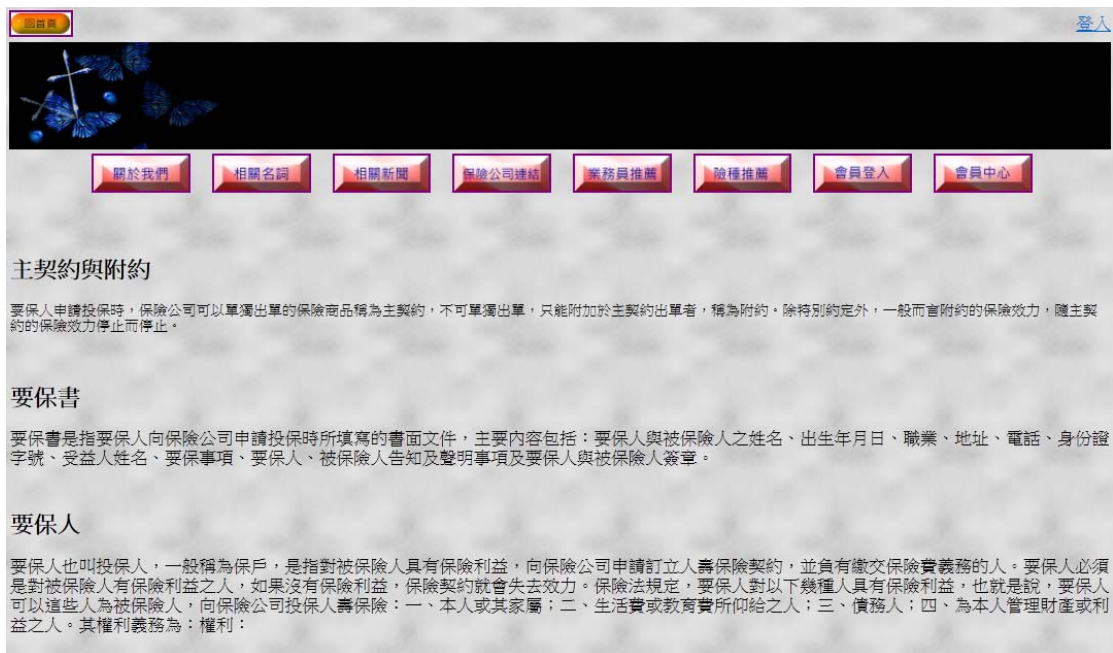 回首頁
登入
關於我們 相關名詞 相關新聞 保險公司連結 業務員推薦 險種推薦 會員登入 會員中心
主契約與附約
要保人申請投保時，保險公司可以單獨出單的保險商品稱為主契約，不可單獨出單，只能附加於主契約出單者，稱為附約。除特別約定外，一般而言附約的保險效力，隨主契
約的保險效力停止而停止。
要保書
要保書是指要保人向保險公司申請投保時所填寫的書面文件，主要內容包括：要保人與被保險人之姓名、出生年月日、職業、地址、電話、身份證
字號、受益人姓名、要保事項、要保人、被保險人告知及聲明事項及要保人與被保險人簽章。
要保人
要保人也叫投保人，一般稱為保戶，是指對被保險人具有保險利益，向保險公司申請訂立人壽保險契約，並負有繳交保險費義務的人。要保人必須
是對被保險人有保險利益之人，如果沒有保險利益，保險契約就會失去效力。保險法規定，要保人對以下幾種人具有保險利益，也就是說，要保人
可以這些人為被保險人，向保險公司投保人壽保險：一、本人或其家屬；二、生活費或教育費所仰給之人；三、債務人；四、為本人管理財產或利
益之人。其權利義務為：權利：